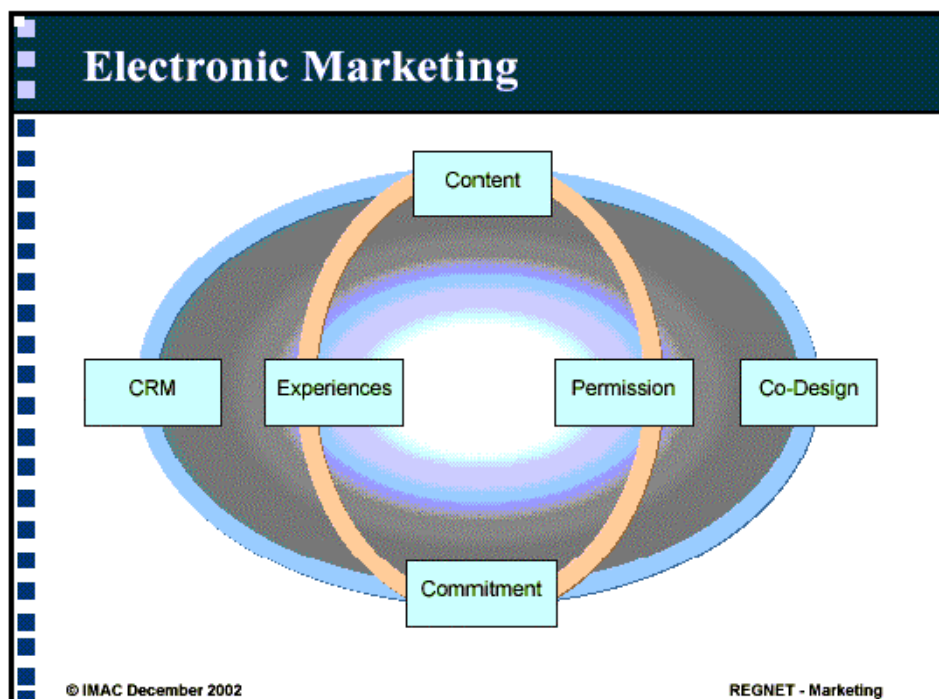 Electronic Marketing
Content
CRM
Experiences
Permission
Co-Design
Commitment
© IMAC December 2002
REGNET - Marketing